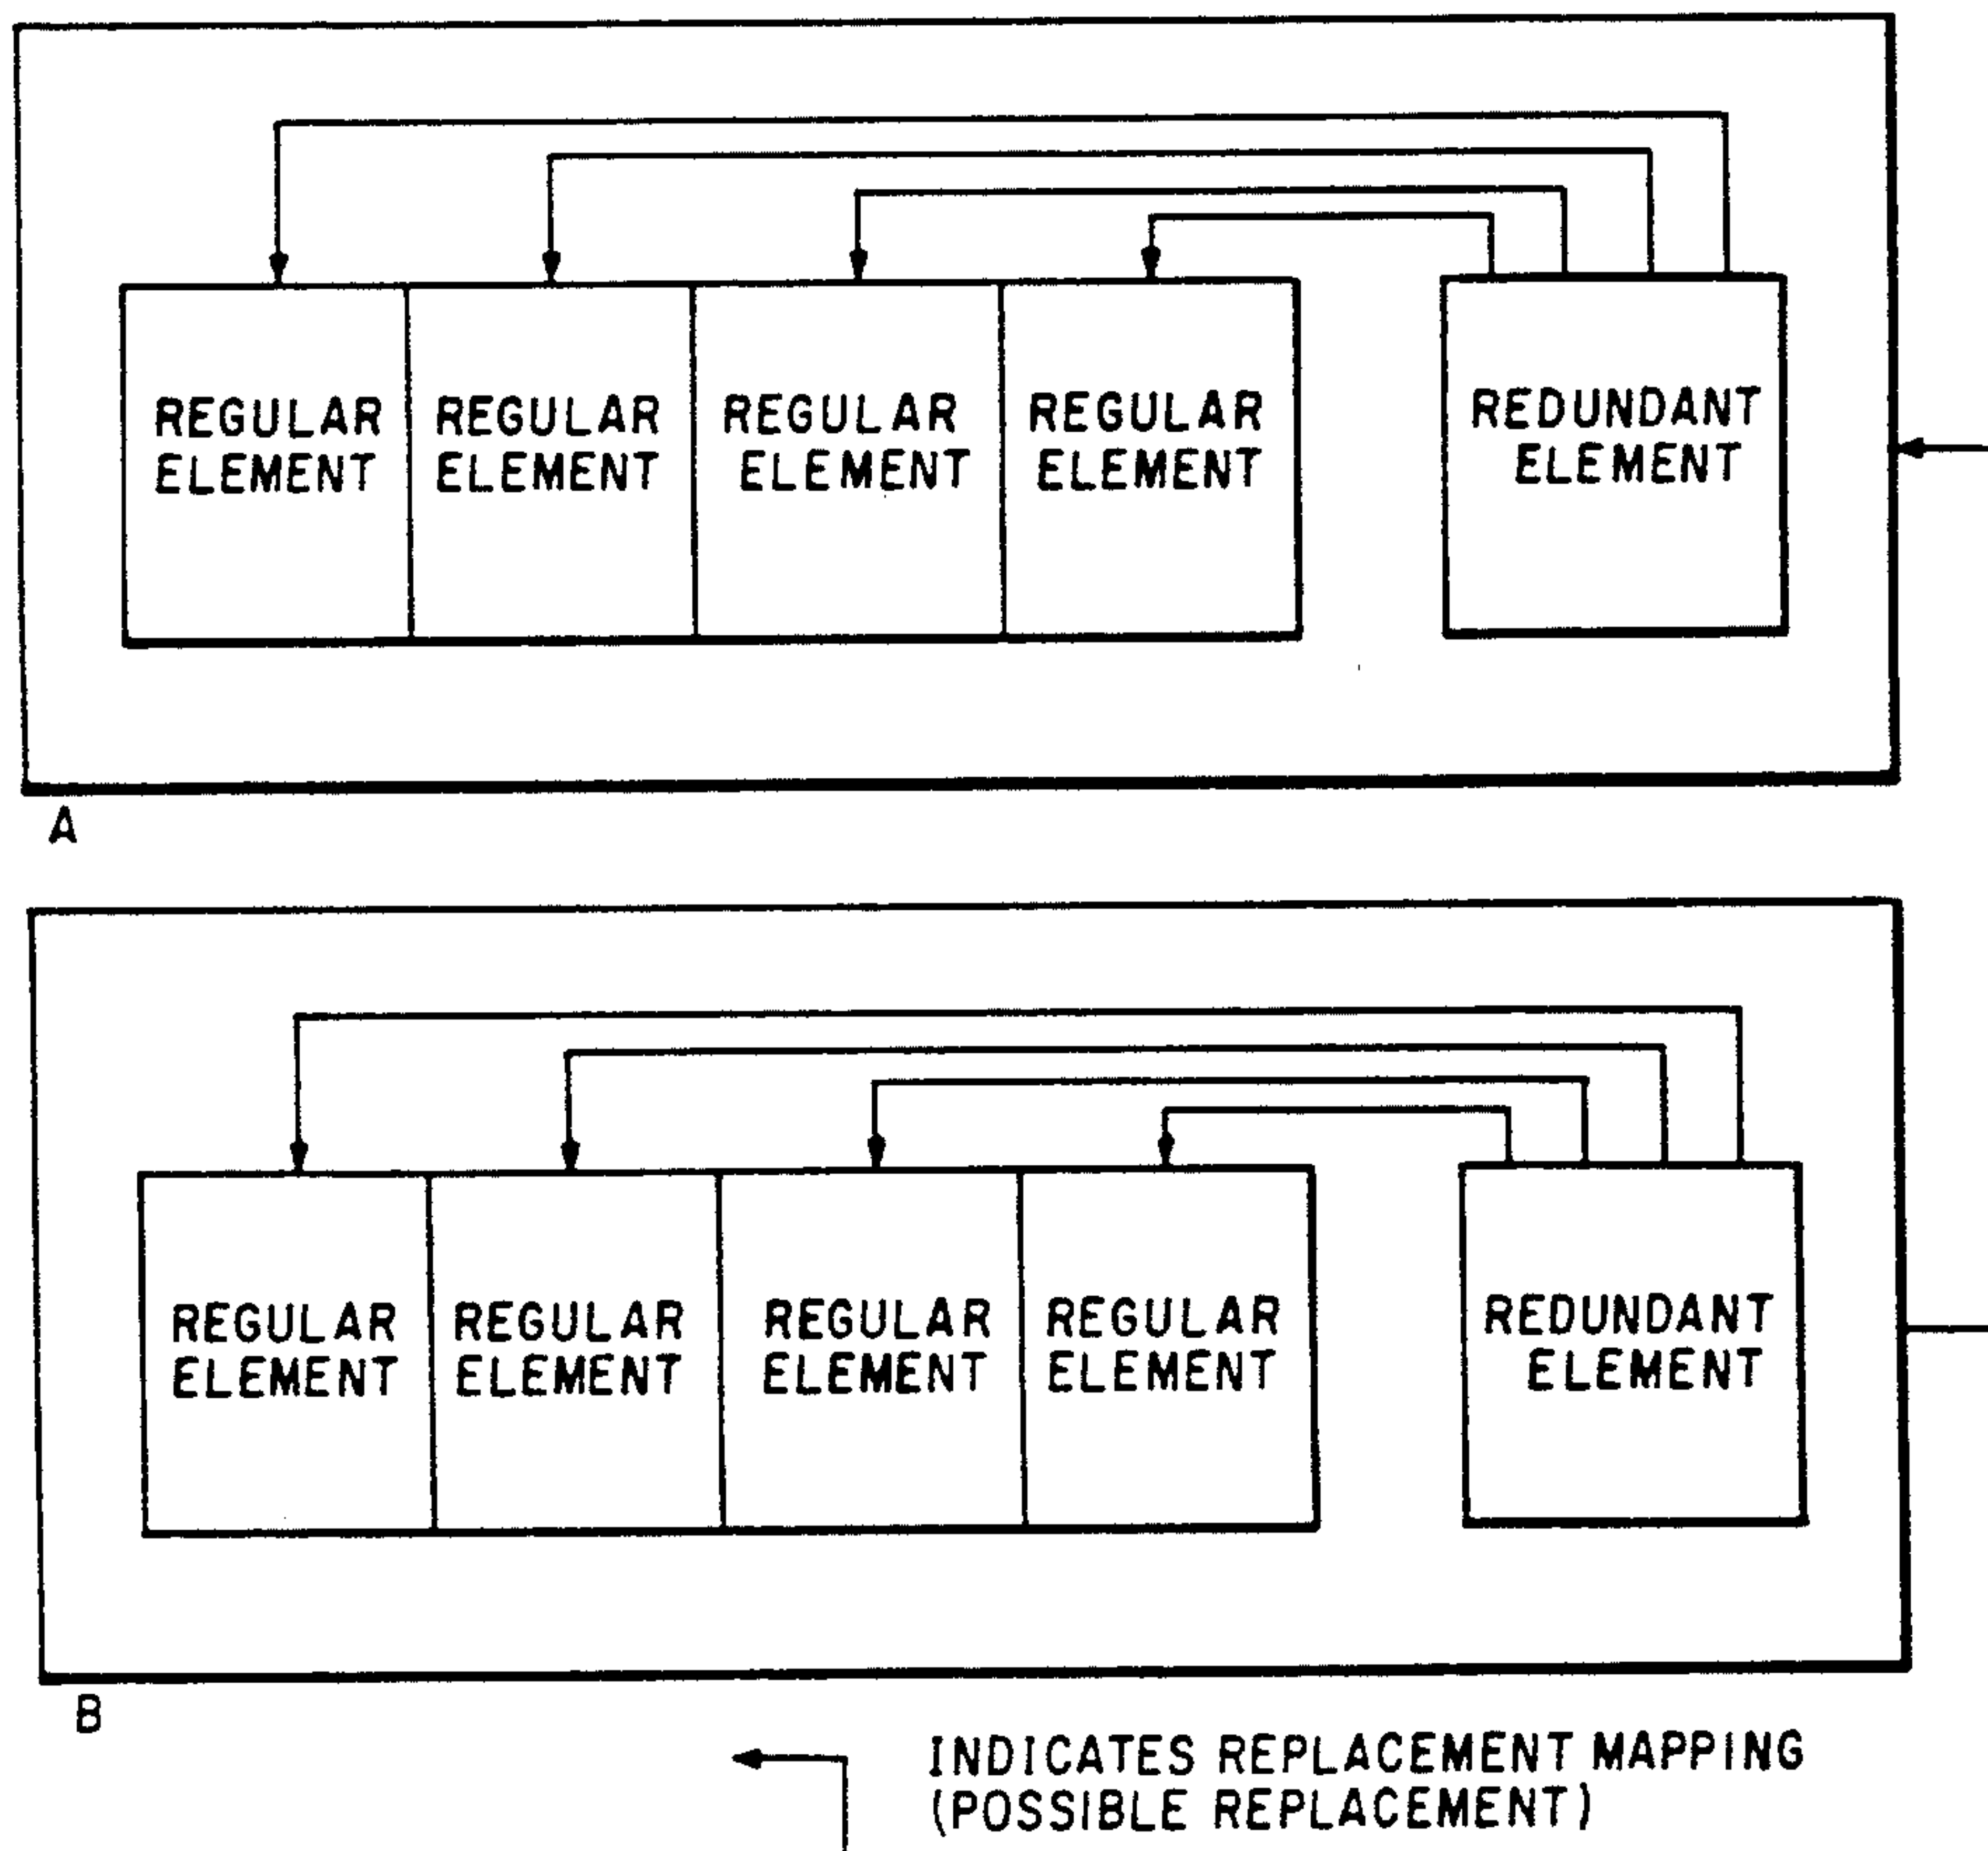 REGULAR ELEMENT
REGULAR ELEMENT
REGULAR ELEMENT
REGULAR ELEMENT
REDUNDANT ELEMENT
A
REGULAR ELEMENT
REGULAR ELEMENT
REGULAR ELEMENT
REGULAR ELEMENT
REDUNDANT ELEMENT
B
INDICATES REPLACEMENT MAPPING
(POSSIBLE REPLACEMENT)